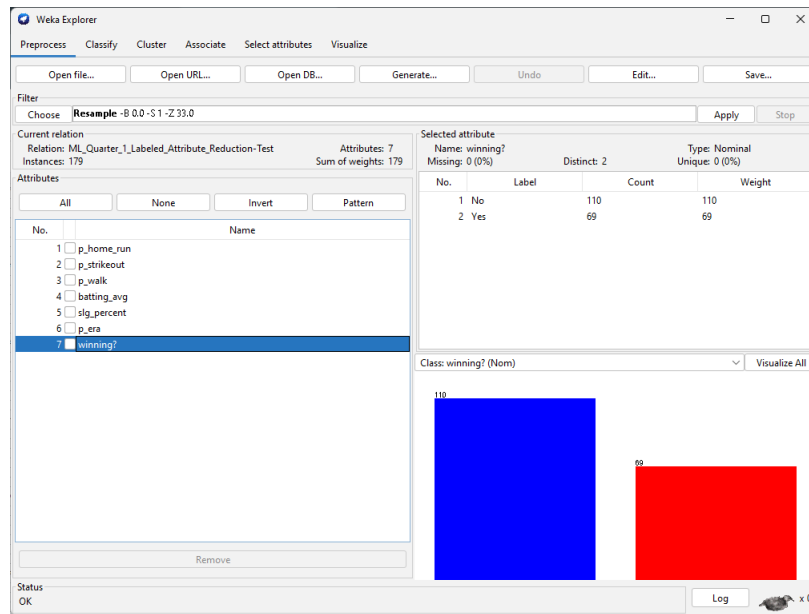 Weka Explorer
Preprocess Classify Cluster Associate Select attributes Visualize
Open file... Open URL... Open DB... Generate... Undo Edit... Save...
Filter
Choose Resample -B 0.0 -S 1 -Z 33.0 Apply Stop
Current relation
Relation: ML_Quarter_1_Labeled_Attribute_Reduction-Test Attributes: 7
Instances: 179 Sum of weights: 179
Attributes
All None Invert Pattern
No. Name
1 p_home_run
2 p_strikeout
3 p_walk
4 batting_avg
5 slg_percent
6 p_era
7 winning?
Remove
Selected attribute
Name: winning? Type: Nominal
Missing: 0 (0%) Distinct: 2 Unique: 0 (0%)
No. Label Count Weight
1 No 110 110
2 Yes 69 69
Class: winning? (Nom) Visualize All
110
69
Status
OK
Log